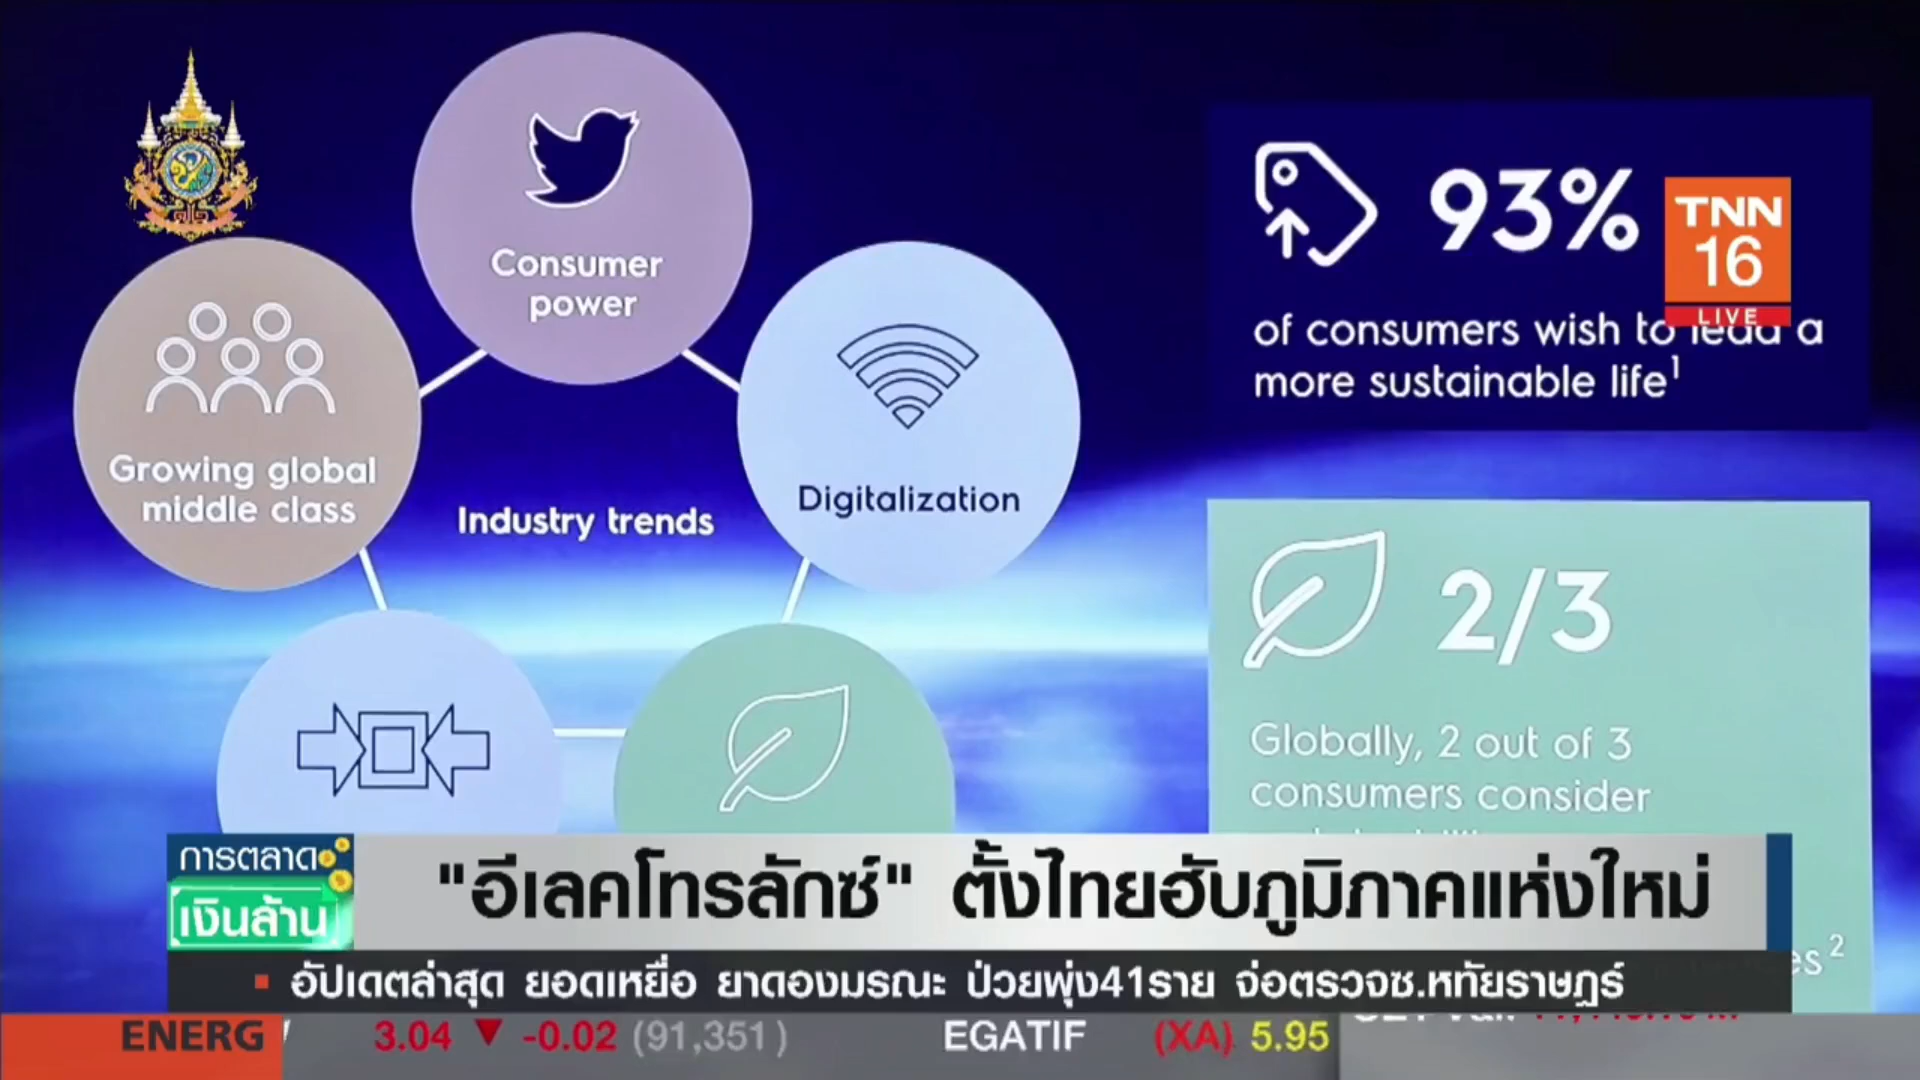 Consumer
power
Growing global
middle class
Digitalization
Industry trends
93%
of consumers wish to lead a
more sustainable life¹
TNN
16
LIVE
2/3
Globally, 2 out of 3
consumers consider
การตลาด
เงินล้าน
"อีเลคโทรลักซ์" ตั้งไทยฮับภูมิภาคแห่งใหม่
es²
อัปเดตล่าสุด ยอดเหยื่อ ยาดองมรณะ ป่วยพุ่ง41ราย จ่อตรวจซ.หทัยราษฎร์
ENERG 3.04 ▼ -0.02 (91,351) EGATIF (XA) 5.95